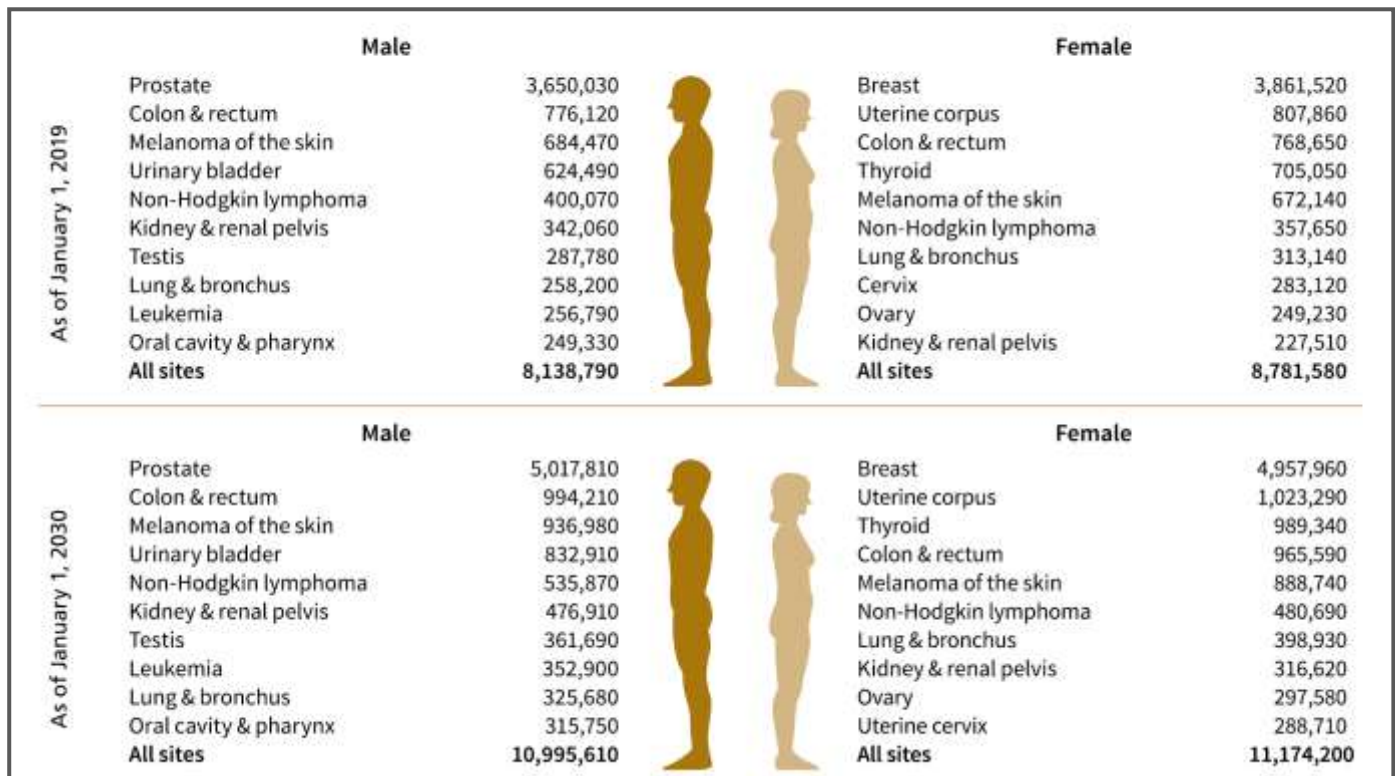 Male
Female
As of January 1, 2019
Prostate 3,650,030 Breast 3,861,520
Colon & rectum 776,120 Uterine corpus 807,860
Melanoma of the skin 684,470 Colon & rectum 768,650
Urinary bladder 624,490 Thyroid 705,050
Non-Hodgkin lymphoma 400,070 Melanoma of the skin 672,140
Kidney & renal pelvis 342,060 Non-Hodgkin lymphoma 357,650
Testis 287,780 Lung & bronchus 313,140
Lung & bronchus 258,200 Cervix 283,120
Leukemia 256,790 Ovary 249,230
Oral cavity & pharynx 249,330 Kidney & renal pelvis 227,510
All sites 8,138,790 All sites 8,781,580
Male
Female
As of January 1, 2030
Prostate 5,017,810 Breast 4,957,960
Colon & rectum 994,210 Uterine corpus 1,023,290
Melanoma of the skin 936,980 Thyroid 989,340
Urinary bladder 832,910 Colon & rectum 965,590
Non-Hodgkin lymphoma 535,870 Melanoma of the skin 888,740
Kidney & renal pelvis 476,910 Non-Hodgkin lymphoma 480,690
Testis 361,690 Lung & bronchus 398,930
Leukemia 352,900 Kidney & renal pelvis 316,620
Lung & bronchus 325,680 Ovary 297,580
Oral cavity & pharynx 315,750 Uterine cervix 288,710
All sites 10,995,610 All sites 11,174,200